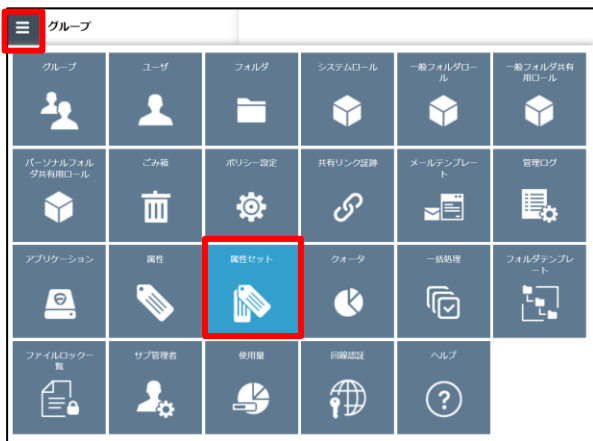 グループ
グループ
ユーザ
フォルダ
システムロール
一般フォルダロー
ル
一般フォルダ共有
用ロール
パーソナルフォル
ダ共有用ロール
ごみ箱
ポリシー設定
共有リンク証跡
メールテンプレー
ト
管理ログ
アプリケーション
属性
属性セット
クォータ
一括処理
フォルダテンプレ
ート
ファイルロック一
覧
サブ管理者
使用量
回線認証
ヘルプ